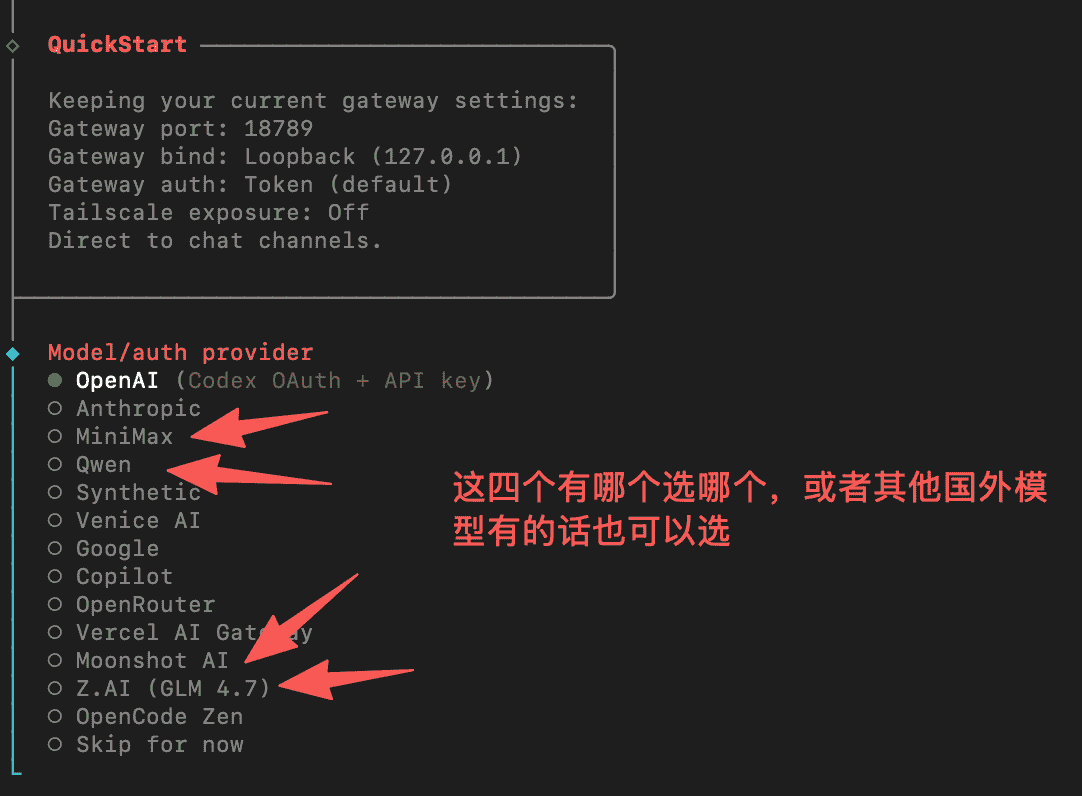 QuickStart
Keeping your current gateway settings:
Gateway port: 18789
Gateway bind: Loopback (127.0.0.1)
Gateway auth: Token (default)
Tailscale exposure: Off
Direct to chat channels.
Model/auth provider
OpenAI (Codex OAuth + API key)
Anthropic
MiniMax
Qwen
Synthetic
Venice AI
Google
Copilot
OpenRouter
Vercel AI Gateway
Moonshot AI
Z.AI (GLM 4.7)
OpenCode Zen
Skip for now
这四个有哪个选哪个，或者其他国外模
型有的话也可以选